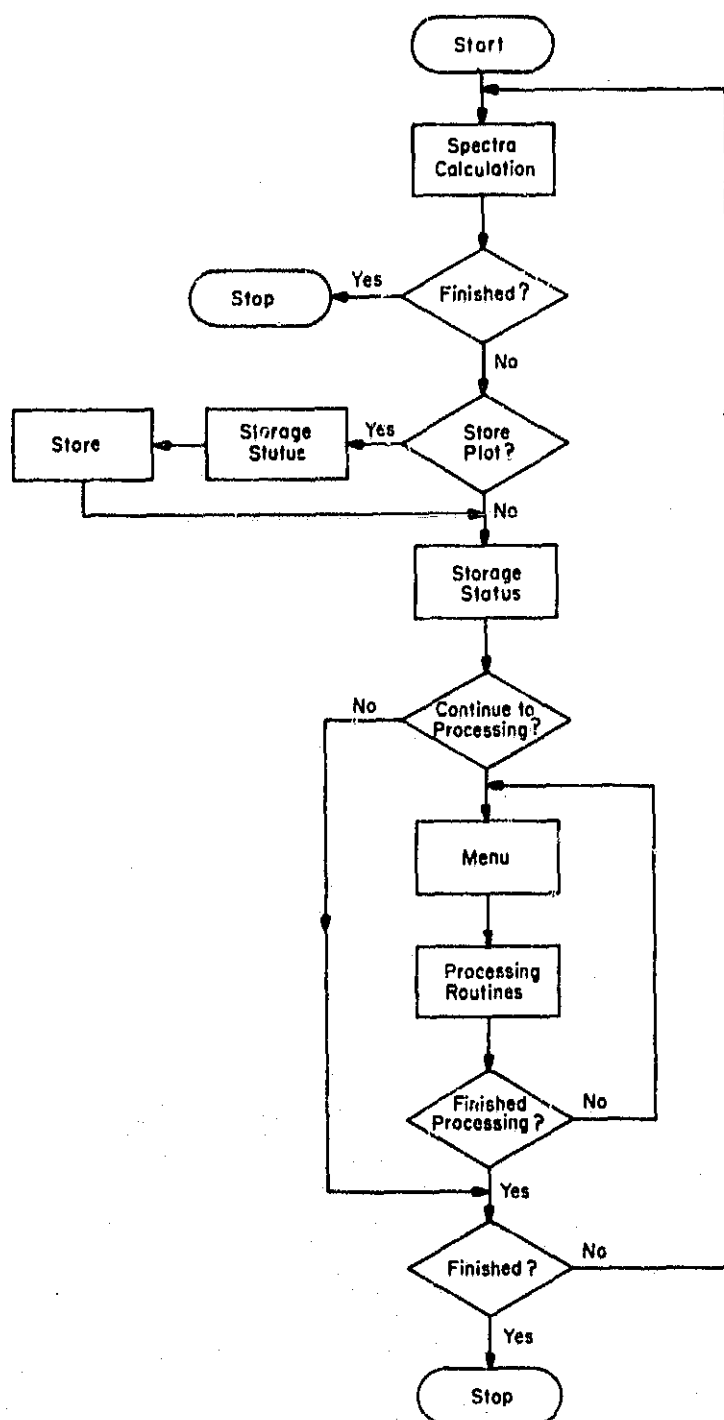 Start
Spectra
Calculation
Yes
Stop
Finished?
No
Store
Storage
Status
Yes
Store
Plot?
No
Storage
Status
No
Continue to
Processing?
Menu
Processing
Routines
Finished
Processing?
No
Yes
Finished?
No
Yes
Stop